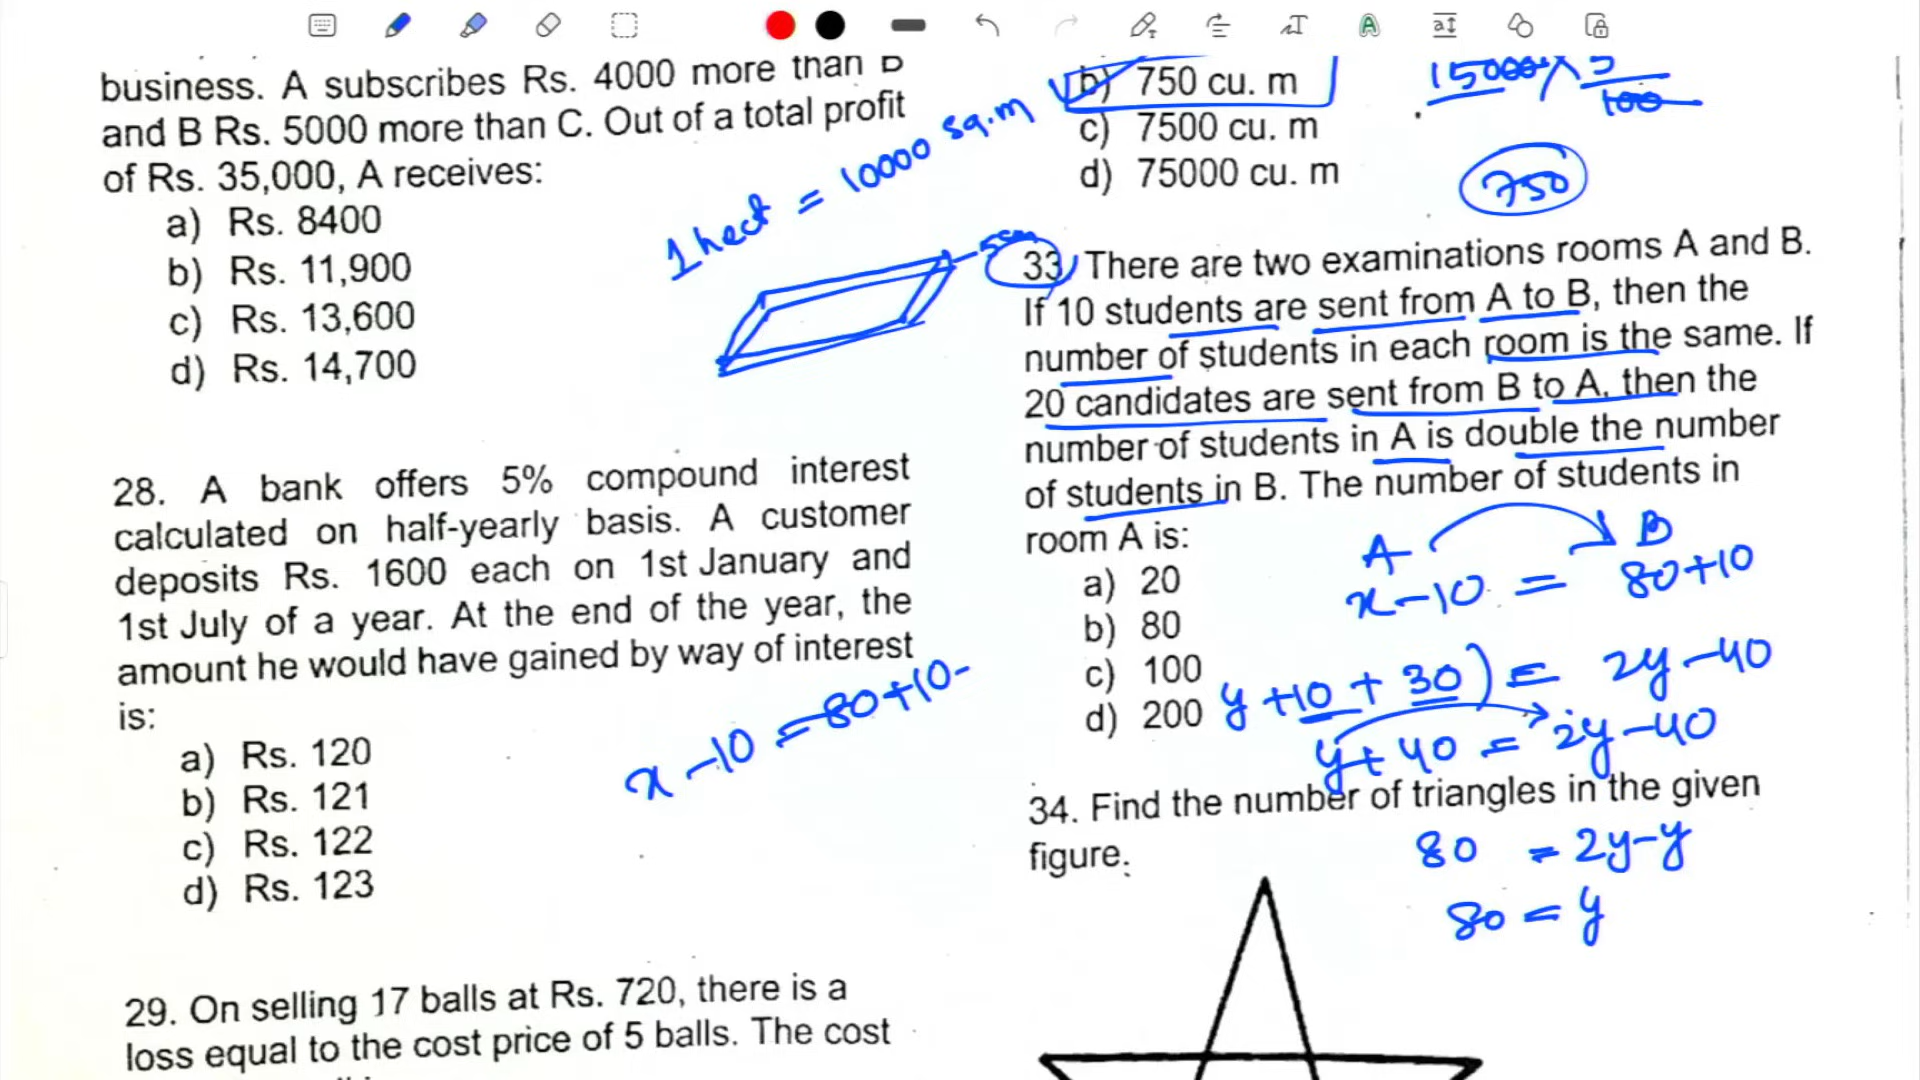 business. A subscribes Rs. 4000 more than B
and B Rs. 5000 more than C. Out of a total profit
of Rs. 35,000, A receives:
a) Rs. 8400
b) Rs. 11,900
c) Rs. 13,600
d) Rs. 14,700
1 hect = 10000 sq.m
5cm
28. A bank offers 5% compound interest
calculated on half-yearly basis. A customer
deposits Rs. 1600 each on 1st January and
1st July of a year. At the end of the year, the
amount he would have gained by way of interest
is:
a) Rs. 120
b) Rs. 121
c) Rs. 122
d) Rs. 123
x - 10 = 80+10-
29. On selling 17 balls at Rs. 720, there is a
loss equal to the cost price of 5 balls. The cost
b) 750 cu. m
c) 7500 cu. m
d) 75000 cu. m
15000 x 5
100
750
33. There are two examinations rooms A and B.
If 10 students are sent from A to B, then the
number of students in each room is the same. If
20 candidates are sent from B to A, then the
number of students in A is double the number
of students in B. The number of students in
room A is:
a) 20
b) 80
c) 100
d) 200
A B
x - 10 = 80+10
y + 10 + 30) = 2y - 40
y + 40 = 2y - 40
80 = 2y - y
80 = y
34. Find the number of triangles in the given
figure.